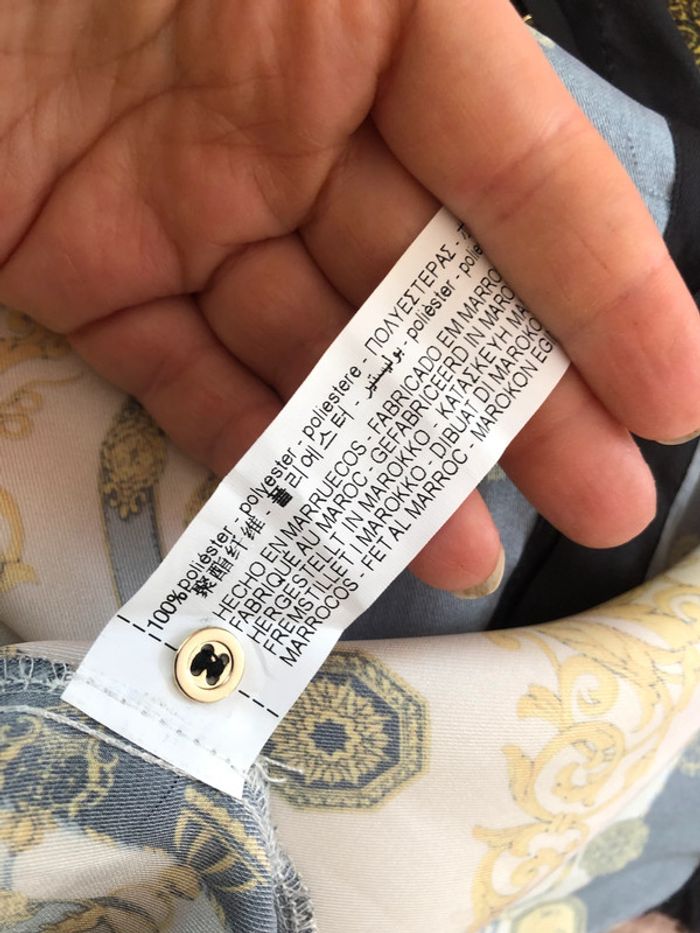 100%poliéster - polyester - poliestere - ΠΟΛΥΕΣΤΕΡΑΣ -
聚酯纤维 - 폴리에스터 - بوليستير - polièster -
HECHO EN MARRUECOS - FABRICADO EM MARRO
FABRIQUÉ AU MAROC - GEFABRICEERD IN MARO
HERGESTELLT IN MAROKKO - ΚΑΤΑΣΚΕΥΗ ΜΑ
FREMSTILLET I MAROKKO - DIBUAT DI MAROKO
MARROCOS - FET AL MARROC - MAROKON EG